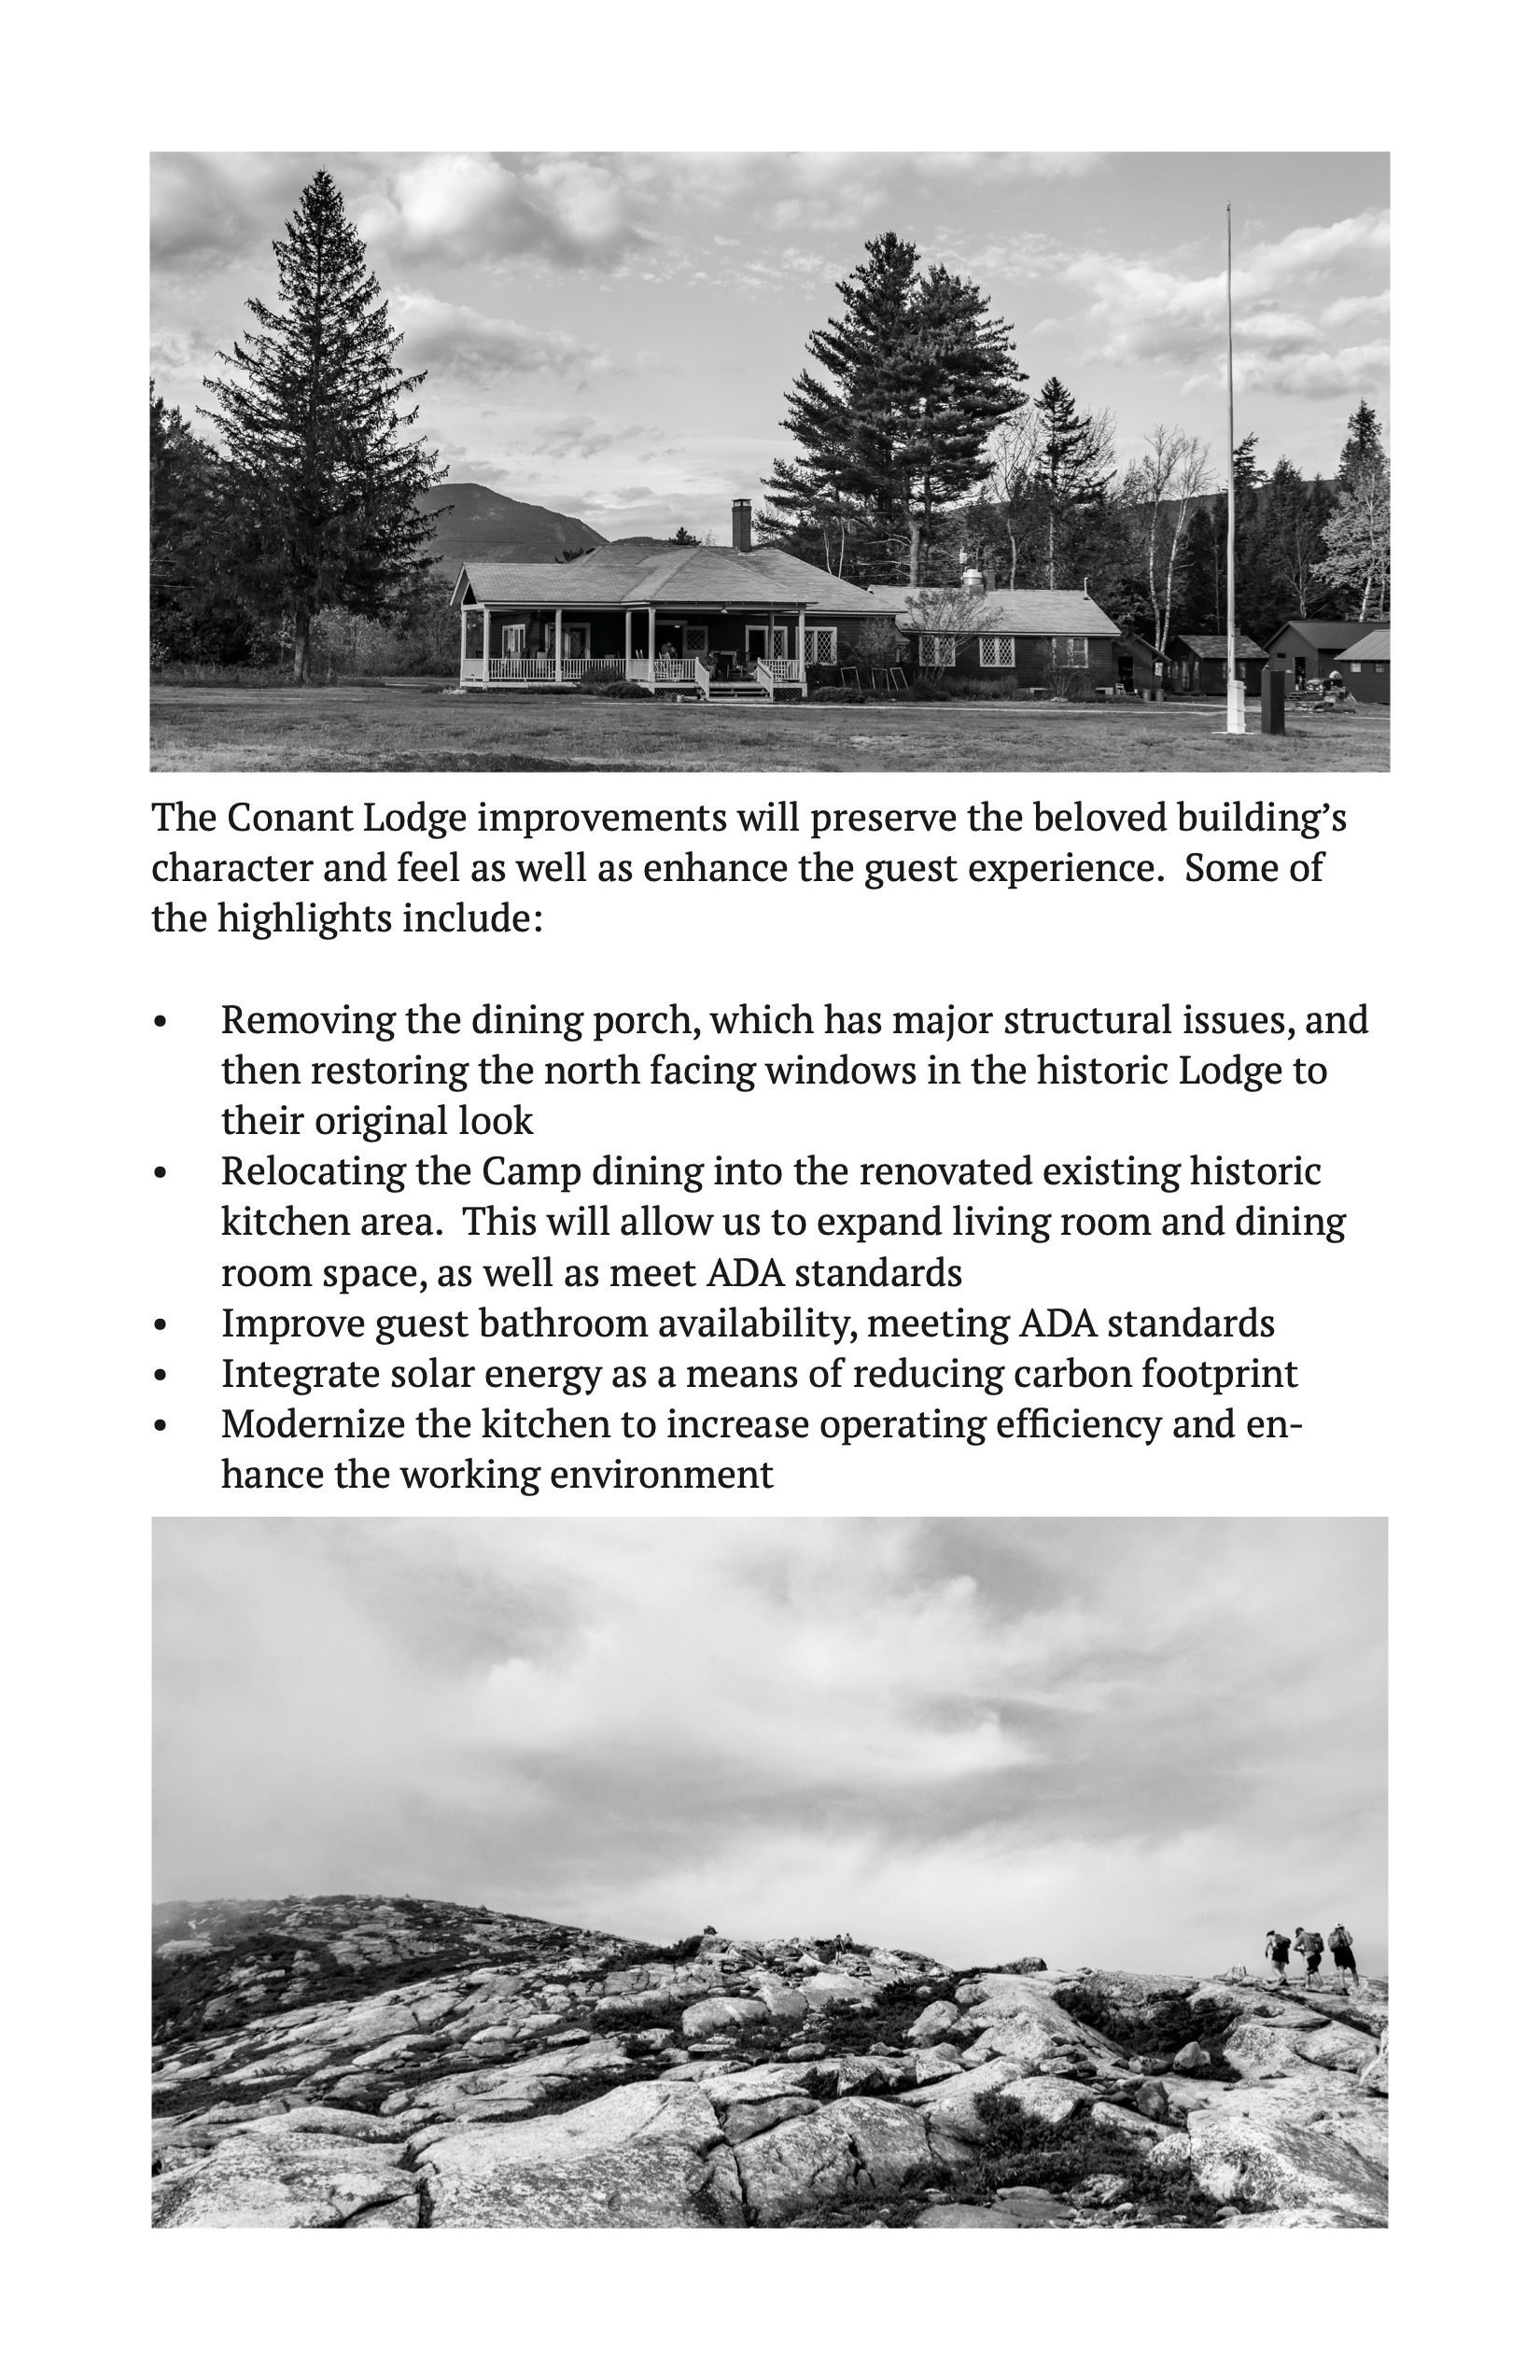 The Conant Lodge improvements will preserve the beloved building’s
character and feel as well as enhance the guest experience.  Some of
the highlights include:
•	Removing the dining porch, which has major structural issues, and
then restoring the north facing windows in the historic Lodge to
their original look
•	Relocating the Camp dining into the renovated existing historic
kitchen area.  This will allow us to expand living room and dining
room space, as well as meet ADA standards
•	Improve guest bathroom availability, meeting ADA standards
•	Integrate solar energy as a means of reducing carbon footprint
•	Modernize the kitchen to increase operating efficiency and en-
hance the working environment